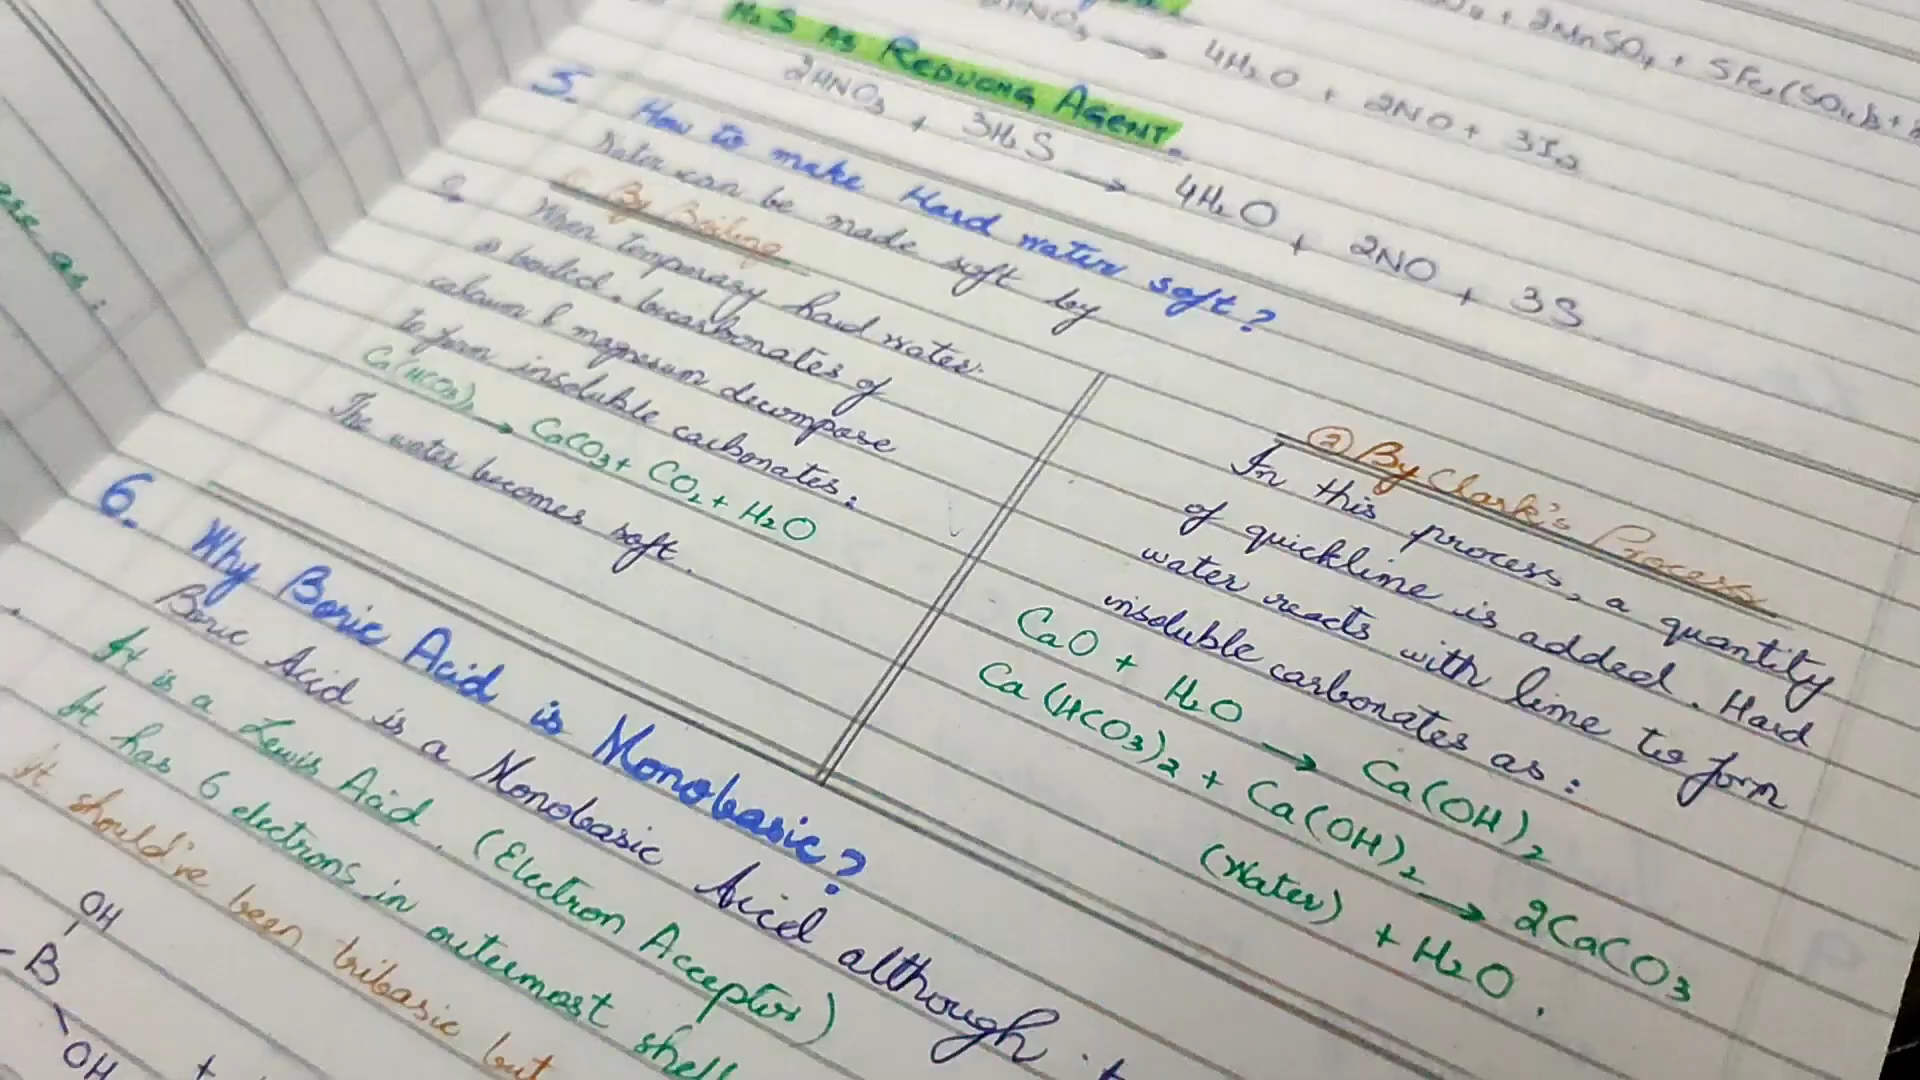 2MnSO4 + 5Fe2(SO4)3 +
→ 4H2O + 2NO + 3I2
H2S AS REDUCING AGENT.
2HNO3 + 3H2S → 4H2O + 2NO + 3S
5. How to make Hard water soft?
Water can be made soft by
By Boiling
When temporary hard water
is boiled, bicarbonates of
calcium & magnesium decompose
to form insoluble carbonates:
Ca(HCO3)2 → CaCO3 + CO2 + H2O
The water becomes soft.
② By Clark's Process
In this process, a quantity
of quicklime is added. Hard
water reacts with lime to form
insoluble carbonates as:
CaO + H2O → Ca(OH)2
Ca(HCO3)2 + Ca(OH)2 → 2CaCO3
(Water) + H2O.
6. Why Boric Acid is Monobasic?
Boric Acid is a Monobasic Acid although
It is a Lewis Acid. (Electron Acceptor)
It has 6 electrons in outermost shell
It should've been tribasic but
OH
B
OH +
as: